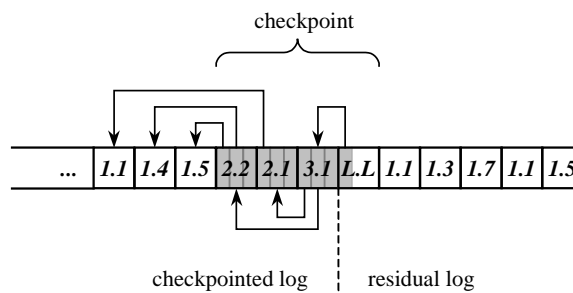 checkpoint
... 1.1 1.4 1.5 2.2 2.1 3.1 L.L 1.1 1.3 1.7 1.1 1.5
checkpointed log residual log